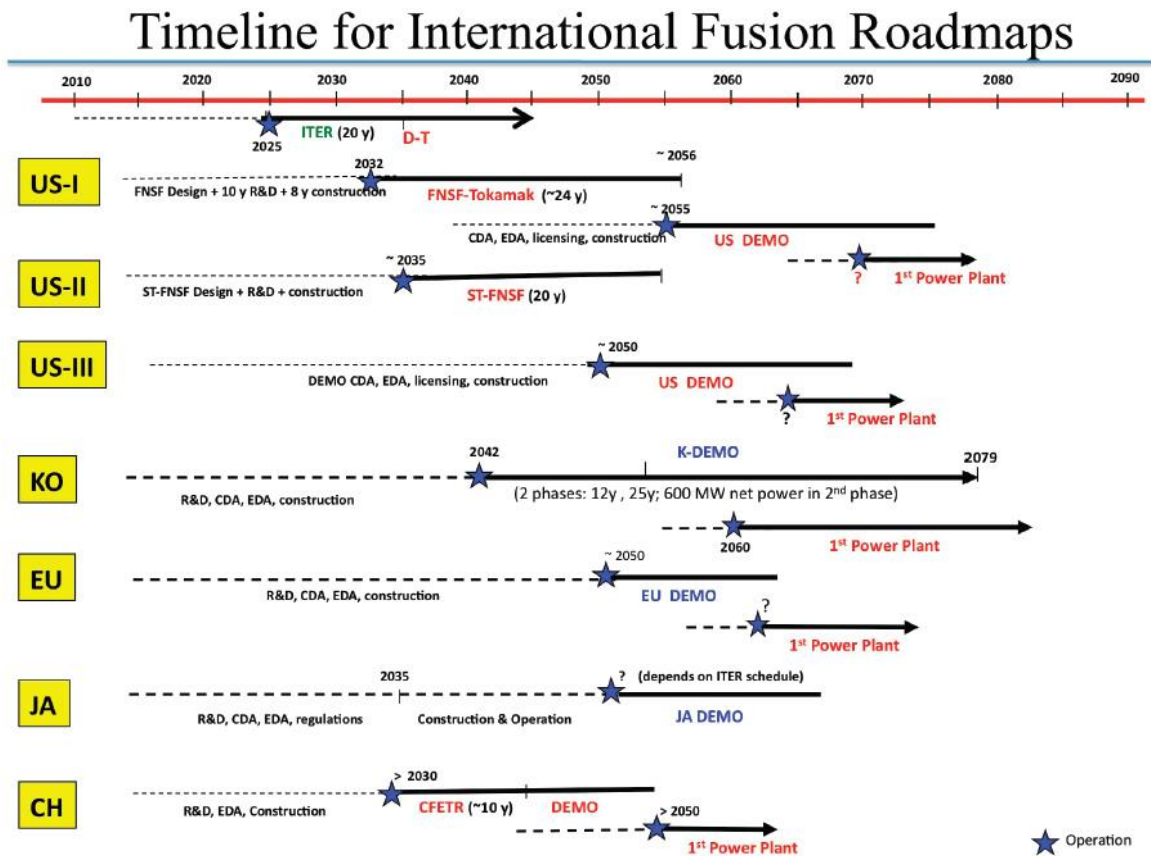 Timeline for International Fusion Roadmaps
2010 2020 2030 2040 2050 2060 2070 2080 2090
ITER (20 y) D-T
2025
US-I
2032
~ 2056
FNSF Design + 10 y R&D + 8 y construction
FNSF-Tokamak (~24 y)
~ 2055
CDA, EDA, licensing, construction
US DEMO
?
1st Power Plant
US-II
~ 2035
ST-FNSF Design + R&D + construction
ST-FNSF (20 y)
US-III
~ 2050
DEMO CDA, EDA, licensing, construction
US DEMO
?
1st Power Plant
KO
2042
K-DEMO
2079
R&D, CDA, EDA, construction
(2 phases: 12y , 25y; 600 MW net power in 2nd phase)
2060
1st Power Plant
EU
~ 2050
R&D, CDA, EDA, construction
EU DEMO
?
1st Power Plant
JA
2035
? (depends on ITER schedule)
R&D, CDA, EDA, regulations
Construction & Operation
JA DEMO
CH
> 2030
R&D, EDA, Construction
CFETR (~10 y)
DEMO
> 2050
1st Power Plant
Operation